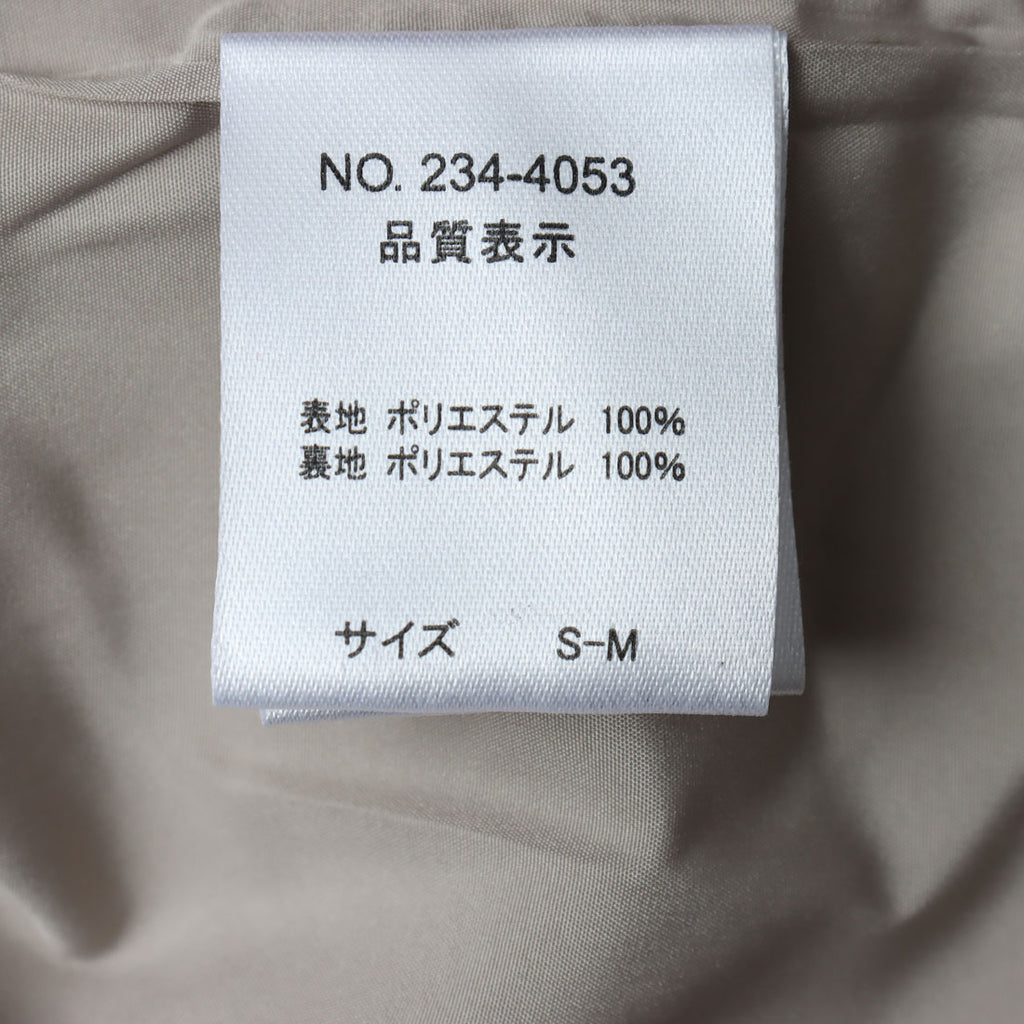 NO. 234-4053
品質表示
表地 ポリエステル 100%
裏地 ポリエステル 100%
サイズ S-M